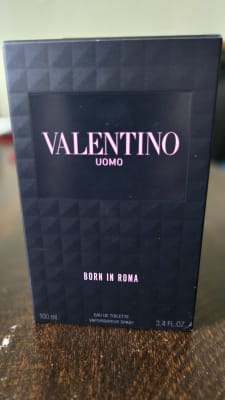 VALENTINO
UOMO
BORN IN ROMA
EAU DE TOILETTE
100 ml VAPORISATEUR SPRAY 3.4 FL.OZ.